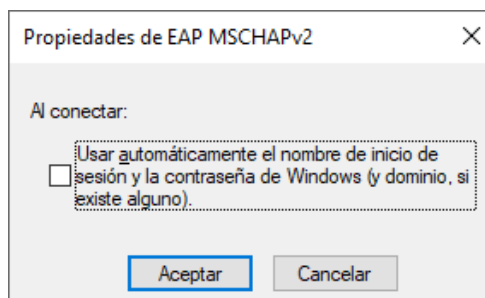 Propiedades de EAP MSCHAPv2
Al conectar:
Usar automáticamente el nombre de inicio de
sesión y la contraseña de Windows (y dominio, si
existe alguno).
Aceptar
Cancelar